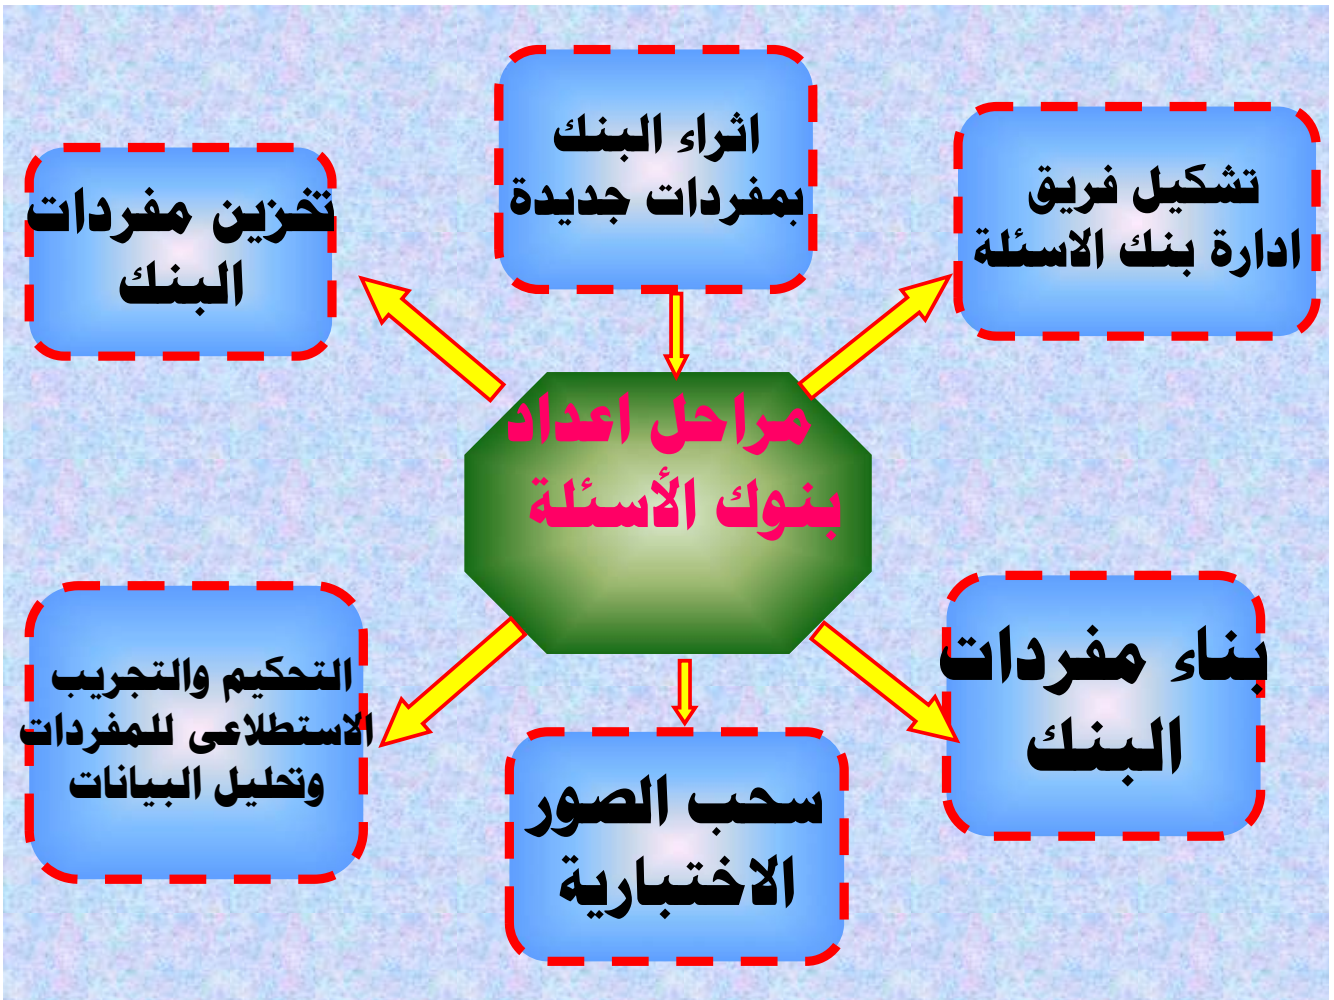 اثراء البنك
بمفردات جديدة
تشكيل فريق
ادارة بنك الاسئلة
تخزين مفردات
البنك
مراحل اعداد
بنوك الأسئلة
بناء مفردات
البنك
التحكيم والتجريب
الاستطلاعى للمفردات
وتحليل البيانات
سحب الصور
الاختبارية